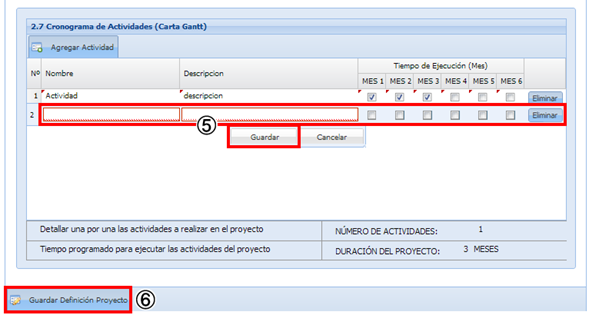 2.7 Cronograma de Actividades (Carta Gantt)
Agregar Actividad
Nº Nombre Descripcion Tiempo de Ejecución (Mes)
MES 1 MES 2 MES 3 MES 4 MES 5 MES 6
1 Actividad descripcion Eliminar
2 Eliminar
⑤
Guardar Cancelar
Detallar una por una las actividades a realizar en el proyecto NÚMERO DE ACTIVIDADES: 1
Tiempo programado para ejecutar las actividades del proyecto DURACIÓN DEL PROYECTO: 3 MESES
Guardar Definición Proyecto ⑥